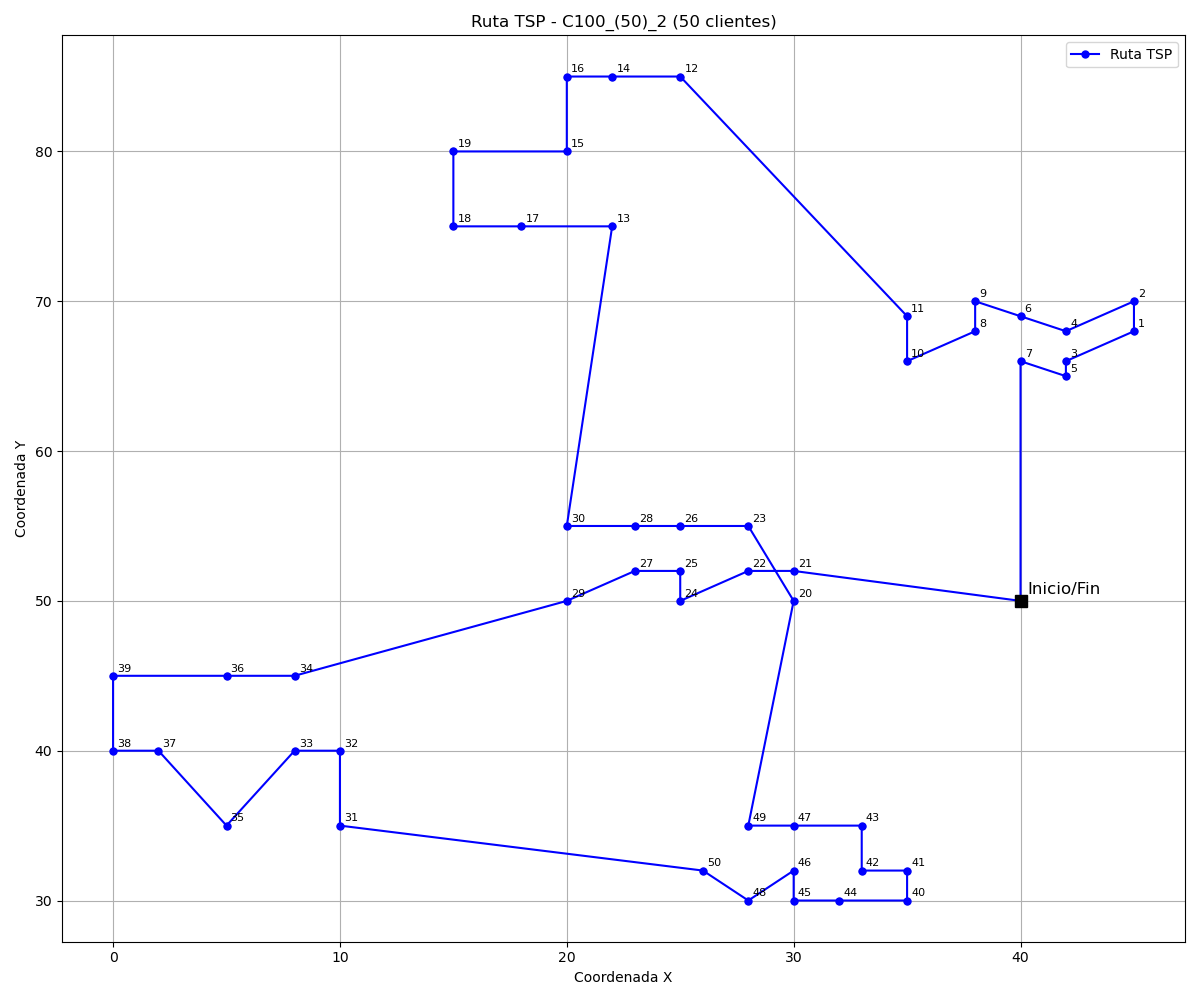 Ruta TSP - C100_(50)_2 (50 clientes)
Ruta TSP
16 14 12
19 15
18 17 13
9 2
11 6
8 4 1
10 7 3
5
30 28 26 23
27 25 22 21
Inicio/Fin
29 24 20
39 36 34
38 37 33 32
35 31 49 47 43
50 46 42 41
48 45 44 40
80
70
60
50
40
30
0 10 20 30 40
Coordenada X
Coordenada Y